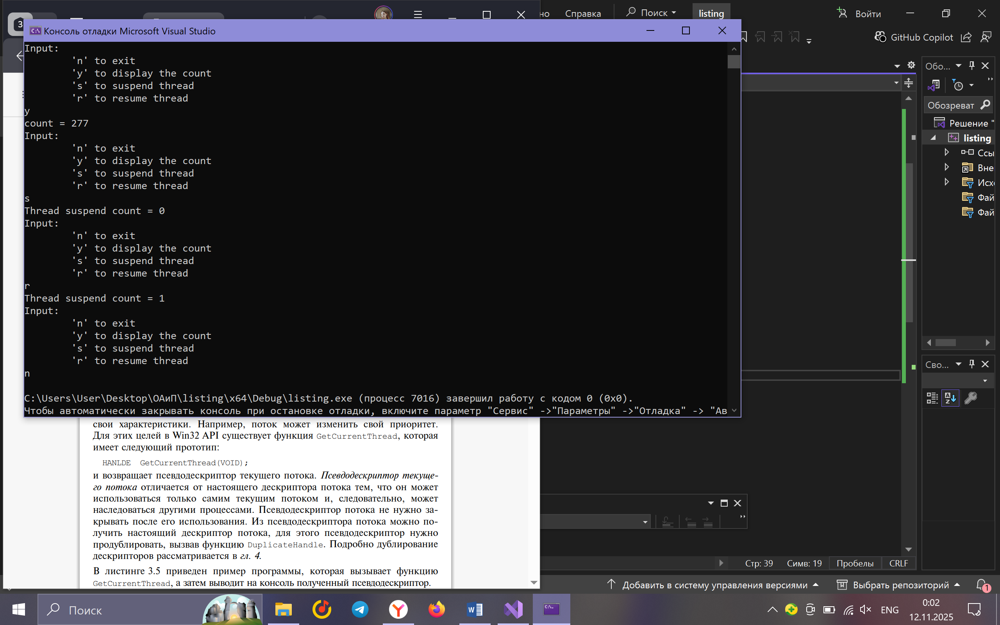 3
но
Справка
Поиск
listing
Войти
Консоль отладки Microsoft Visual Studio
GitHub Copilot
Input:
'n' to exit
'y' to display the count
's' to suspend thread
'r' to resume thread
y
count = 277
Input:
'n' to exit
'y' to display the count
's' to suspend thread
'r' to resume thread
s
Thread suspend count = 0
Input:
'n' to exit
'y' to display the count
's' to suspend thread
'r' to resume thread
r
Thread suspend count = 1
Input:
'n' to exit
'y' to display the count
's' to suspend thread
'r' to resume thread
n
C:\Users\User\Desktop\ОАиП\listing\x64\Debug\listing.exe (процесс 7016) завершил работу с кодом 0 (0x0).
Чтобы автоматически закрывать консоль при остановке отладки, включите параметр "Сервис" ->"Параметры" ->"Отладка" -> "Ав
Обо...
Обозреват
Решение "
listing
Ссы
Вне
Исх
Фай
Фай
Сво...
свои характеристики. Например, поток может изменить свой приоритет.
Для этих целей в Win32 API существует функция GetCurrentThread, которая
имеет следующий прототип:
HANLDE GetCurrentThread(VOID);
и возвращает псевдодескриптор текущего потока. Псевдодескриптор текуще-
го потока отличается от настоящего дескриптора потока тем, что он может
использоваться только самим текущим потоком и, следовательно, может
наследоваться другими процессами. Псевдодескриптор потока не нужно за-
крывать после его использования. Из псевдодескриптора потока можно по-
лучить настоящий дескриптор потока, для этого псевдодескриптор нужно
продублировать, вызвав функцию DuplicateHandle. Подробно дублирование
дескрипторов рассматривается в гл. 4.
В листинге 3.5 приведен пример программы, которая вызывает функцию
GetCurrentThread, а затем выводит на консоль полученный псевдодескриптор.
Стр: 39
Симв: 19
Пробелы
CRLF
Добавить в систему управления версиями
Выбрать репозиторий
1
Поиск
ENG
0:02
12.11.2025